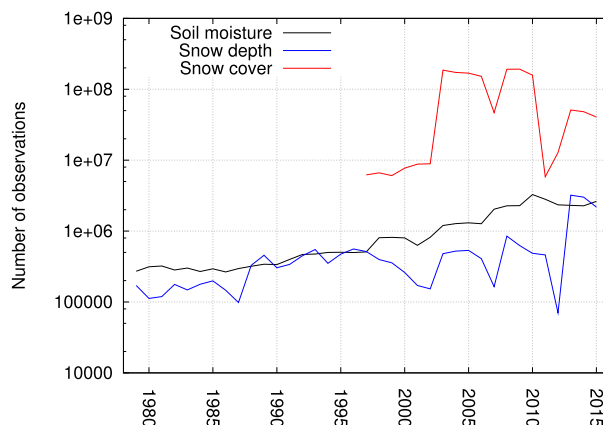 1e+09
1e+08
1e+07
1e+06
100000
10000
Number of observations
Soil moisture
Snow depth
Snow cover
1980
1985
1990
1995
2000
2005
2010
2015